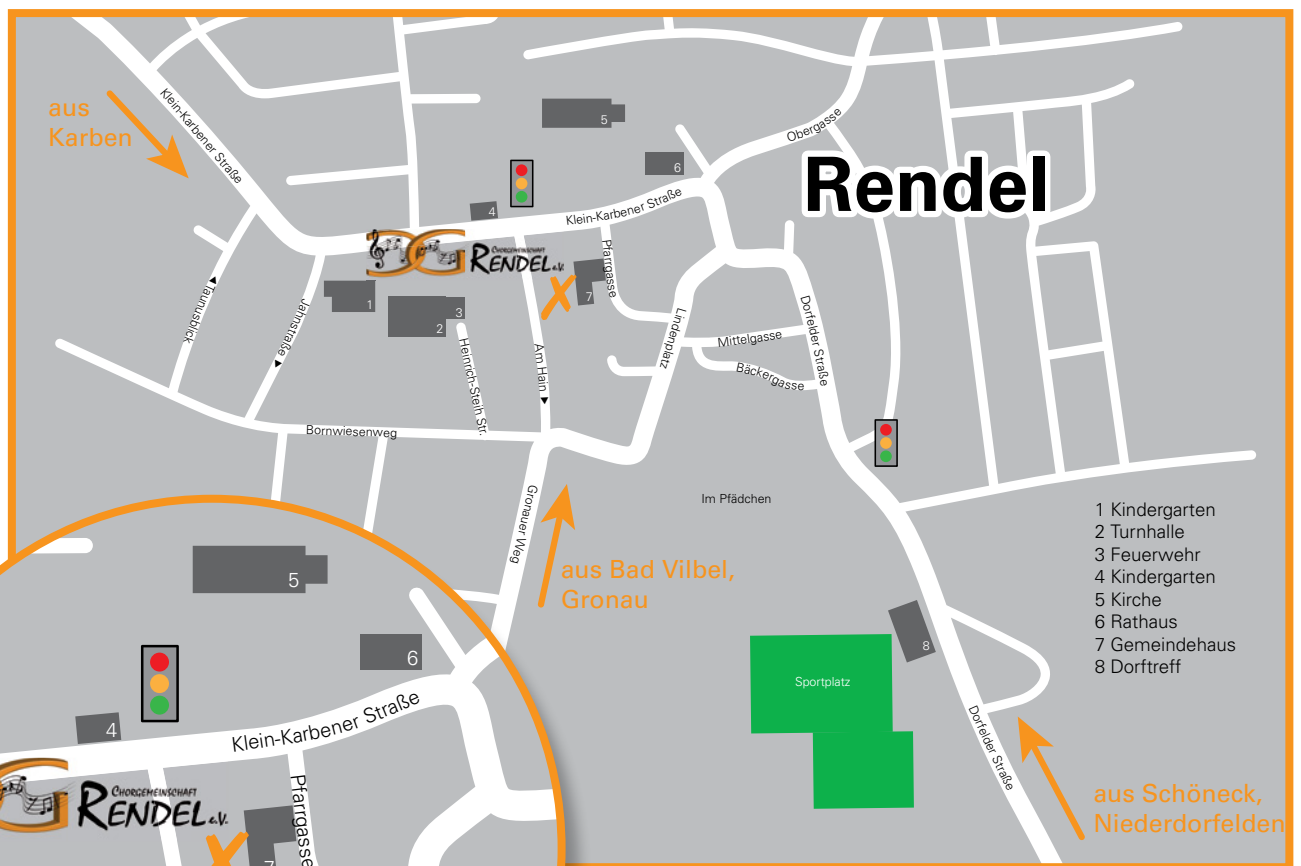 aus
Karben
Klein-Karbener Straße
5
Obergasse
Rendel
6
4
Klein-Karbener Straße
CHORGEMEINSCHAFT
RENDEL e.V.
Pfarrgasse
7
1
3
2
Taunusblick
Jahnstraße
Heinrich-Steih Str.
Am Hain
Lindenplatz
Mittelgasse
Bäckergasse
Dorfelder Straße
Bornwiesenweg
Im Pfädchen
Gronauer Weg
aus Bad Vilbel,
Gronau
1 Kindergarten
2 Turnhalle
3 Feuerwehr
4 Kindergarten
5 Kirche
6 Rathaus
7 Gemeindehaus
8 Dorftreff
8
Sportplatz
Dorfelder Straße
aus Schöneck,
Niederdorfelden
5
6
4
Klein-Karbener Straße
CHORGEMEINSCHAFT
RENDEL e.V.
Pfarrgasse
7